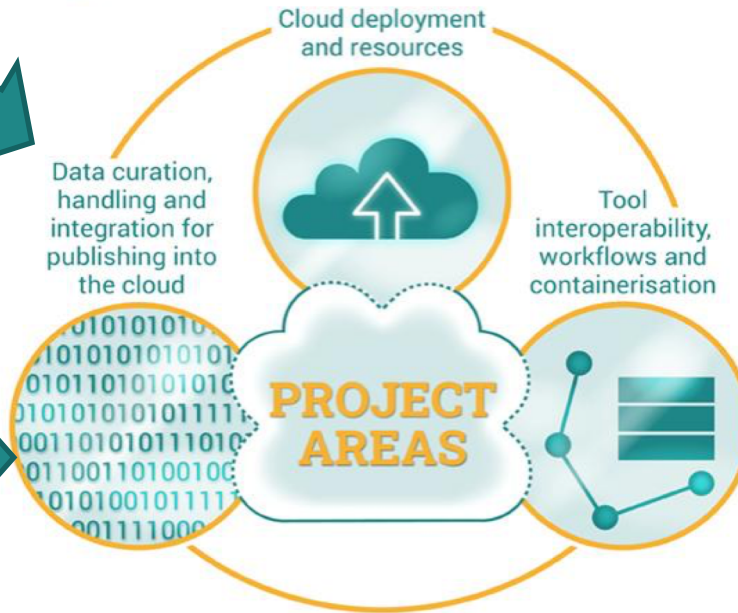 Cloud deployment
and resources
Data curation,
handling and
integration for
publishing into
the cloud
Tool
interoperability,
workflows and
containerisation
PROJECT
AREAS